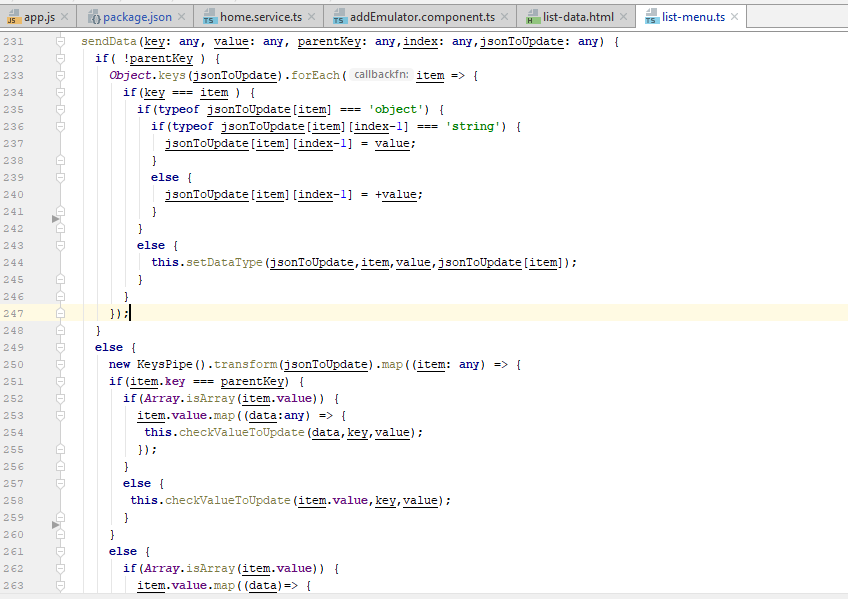 app.js package.json home.service.ts addEmulator.component.ts list-data.html list-menu.ts
231 sendData(key: any, value: any, parentKey: any,index: any,jsonToUpdate: any) {
232 if( !parentKey ) {
233 Object.keys(jsonToUpdate).forEach( callbackfn: item => {
234 if(key === item ) {
235 if(typeof jsonToUpdate[item] === 'object') {
236 if(typeof jsonToUpdate[item][index-1] === 'string') {
237 jsonToUpdate[item][index-1] = value;
238 }
239 else {
240 jsonToUpdate[item][index-1] = +value;
241 }
242 }
243 else {
244 this.setDataType(jsonToUpdate,item,value,jsonToUpdate[item]);
245 }
246 }
247 });
248 }
249 else {
250 new KeysPipe().transform(jsonToUpdate).map((item: any) => {
251 if(item.key === parentKey) {
252 if(Array.isArray(item.value)) {
253 item.value.map((data:any) => {
254 this.checkValueToUpdate(data,key,value);
255 });
256 }
257 else {
258 this.checkValueToUpdate(item.value,key,value);
259 }
260 }
261 else {
262 if(Array.isArray(item.value)) {
263 item.value.map((data)=> {